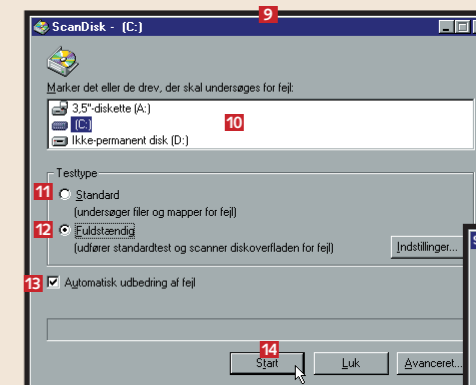 9
ScanDisk - (C:)
Marker det eller de drev, der skal undersøges for fejl:
3,5"-diskette (A:)
(C:)
10
Ikke-permanent disk (D:)
Testtype
11 Standard
(undersøger filer og mapper for fejl)
12 Fuldstændig
(udfører standardtest og scanner diskoverfladen for fejl)
Indstillinger...
13 Automatisk udbedring af fejl
14
Start
Luk
Avanceret...